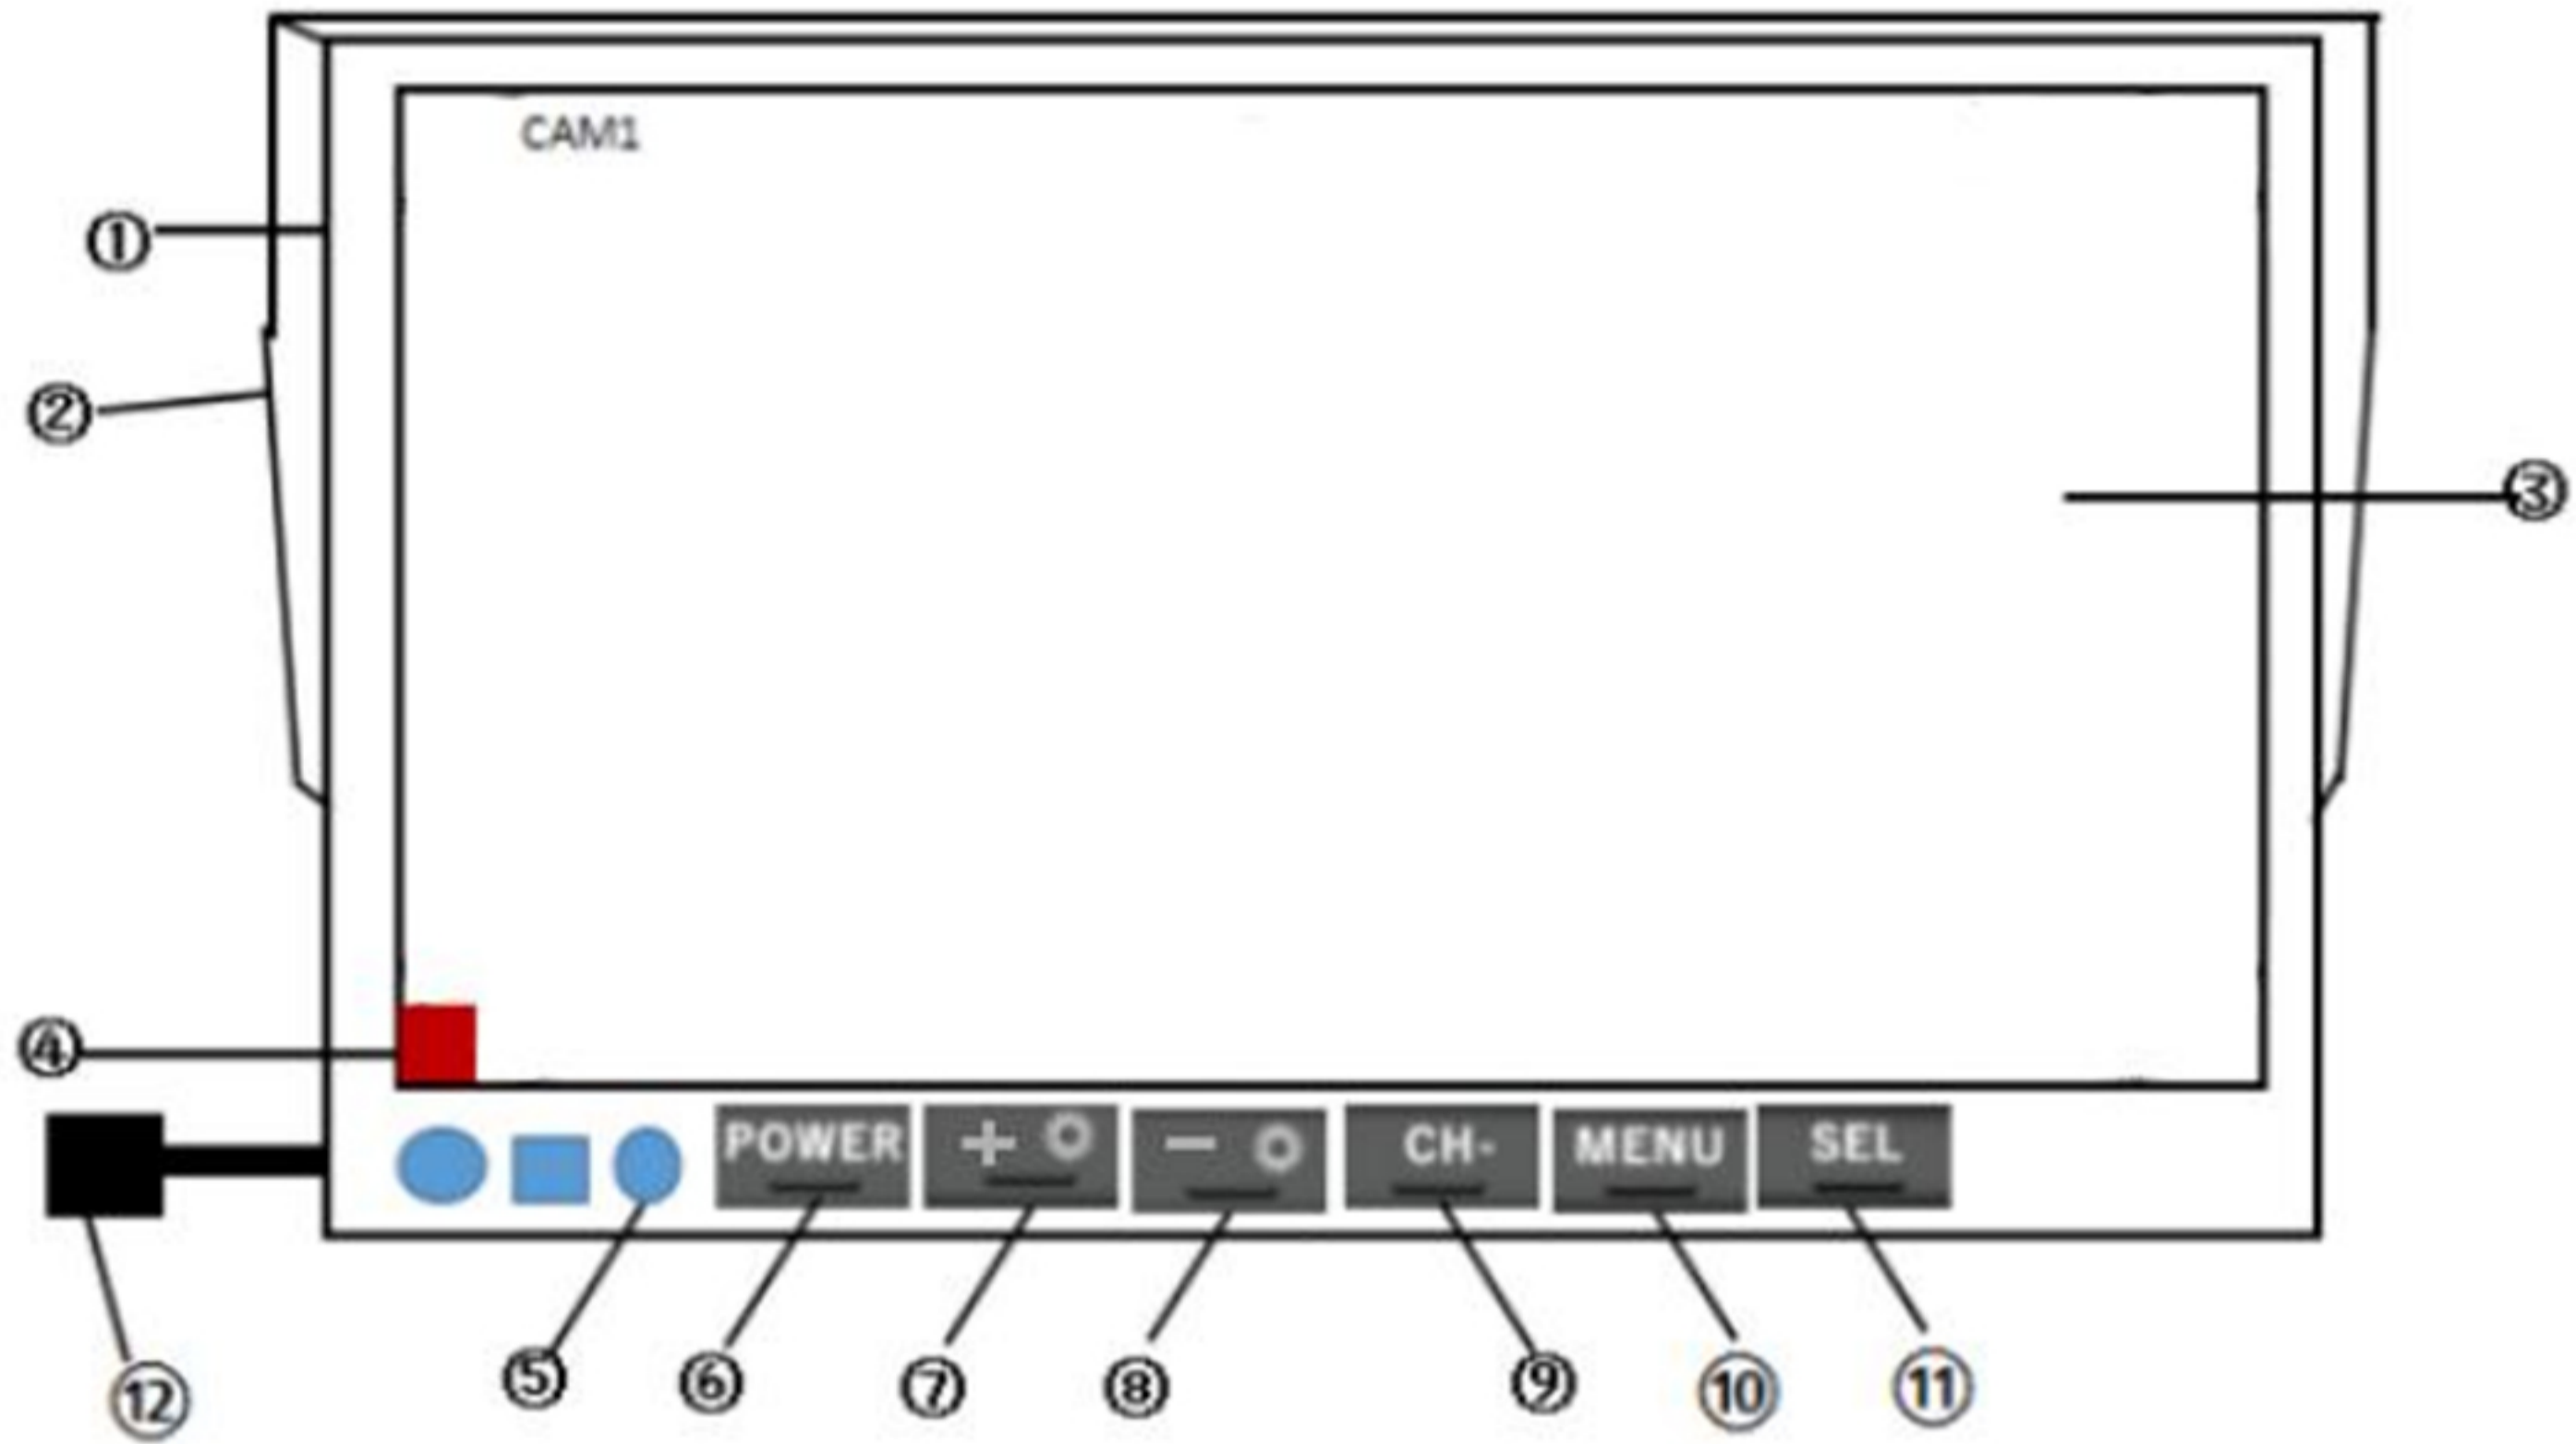 CAM1
①
②
③
④
POWER + - CH- MENU SEL
⑤ ⑥ ⑦ ⑧ ⑨ ⑩ ⑪
⑫